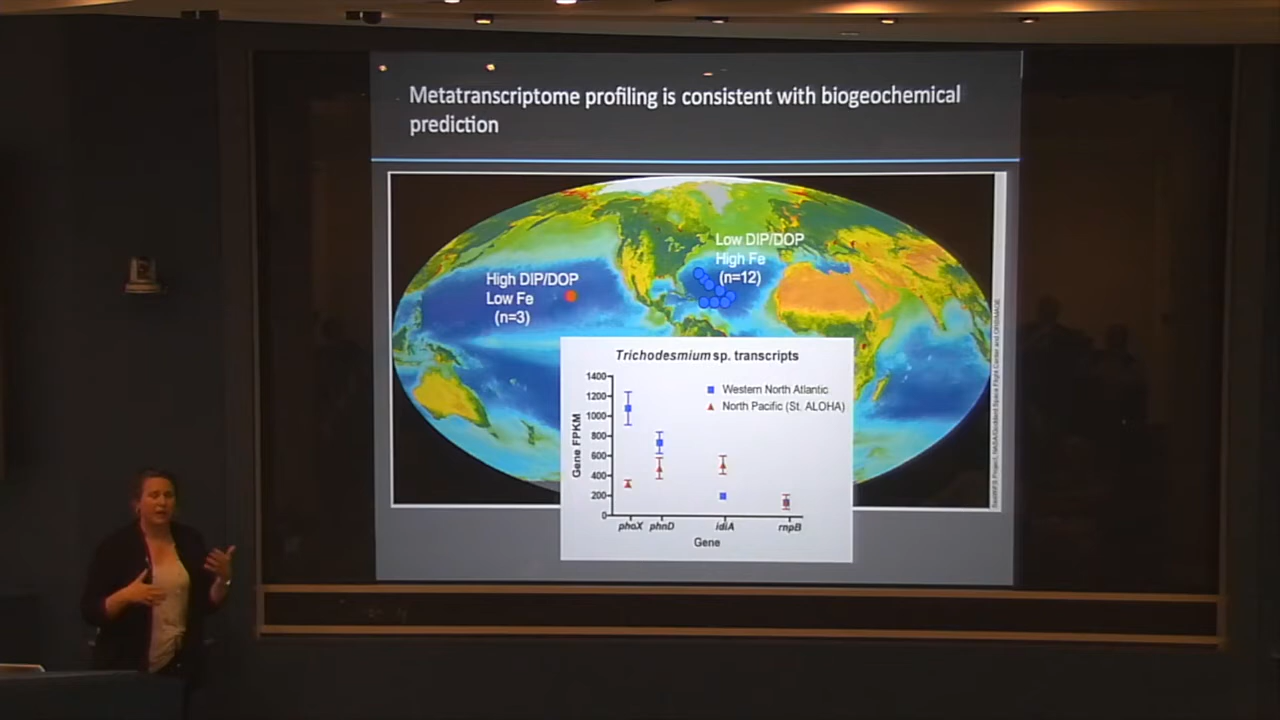 Metatranscriptome profiling is consistent with biogeochemical
prediction
Low DIP/DOP
High Fe
(n=12)
High DIP/DOP
Low Fe
(n=3)
Trichodesmium sp. transcripts
Western North Atlantic
North Pacific (St. ALOHA)
Gene FPKM
1400
1200
1000
800
600
400
200
0
phoX phnD idiA rnpB
Gene